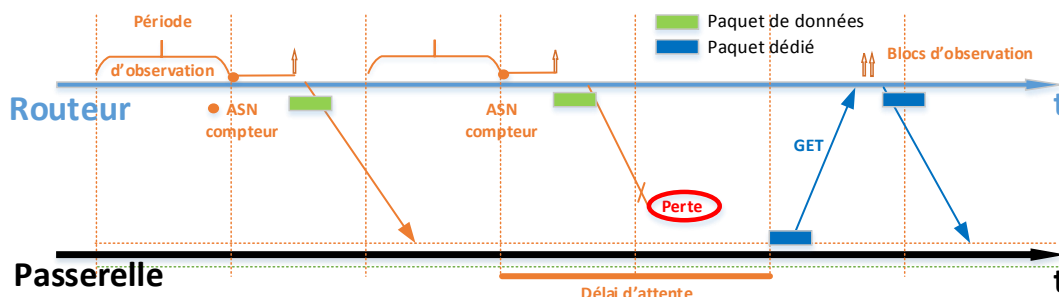 Période
d'observation
Paquet de données
Paquet dédié
Blocs d'observation
Routeur
t
ASN
compteur
ASN
compteur
GET
Perte
Passerelle
t
Délai d'attente